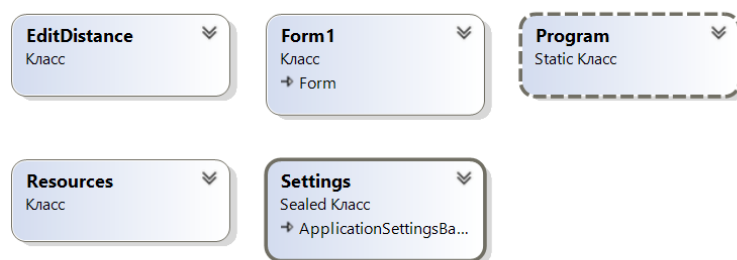 EditDistance
Класс
Form1
Класс
Form
Program
Static Класс
Resources
Класс
Settings
Sealed Класс
ApplicationSettingsBa...